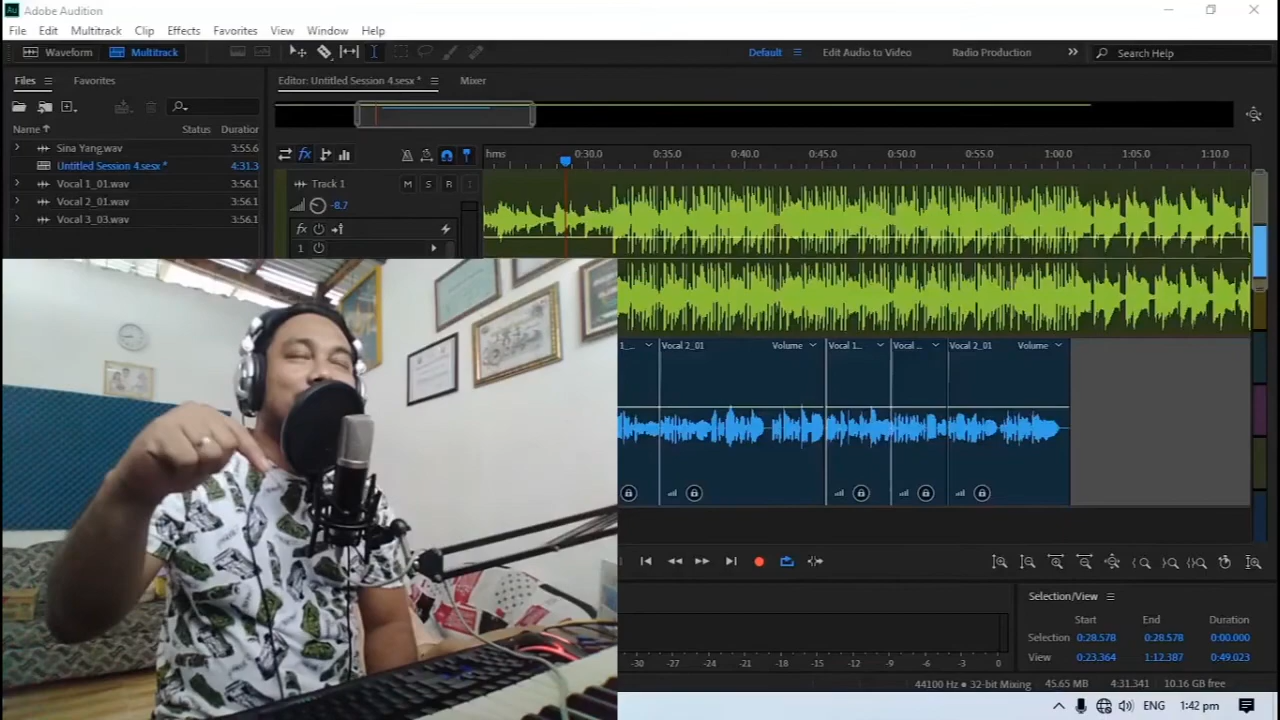 Au Adobe Audition
File Edit Multitrack Clip Effects Favorites View Window Help
Waveform Multitrack Default Edit Audio to Video Radio Production Search Help
Files Favorites Editor: Untitled Session 4.sesx * Mixer
Name Status Duratior
Sina Yang.wav 3:55.6
hms 0:30.0 0:35.0 0:40.0 0:45.0 0:50.0 0:55.0 1:00.0 1:05.0 1:10.0
Untitled Session 4.sesx * 4:31.3
Vocal 1_01.wav 3:56.1
Track 1 M S R I
Vocal 2_01.wav 3:56.1
-8.7
Vocal 3_03.wav 3:56.1
fx
1
1_... Vocal 2_01 Volume Vocal 1... Vocal ... Vocal 2_01 Volume
Selection/View
Start End Duration
Selection 0:28.578 0:28.578 0:00.000
View 0:23.364 1:12.387 0:49.023
-30 -27 -24 -21 -18 -15 -12 -9 -6 -3 0
44100 Hz ● 32-bit Mixing 45.65 MB 4:31.341 10.16 GB free
ENG 1:42 pm